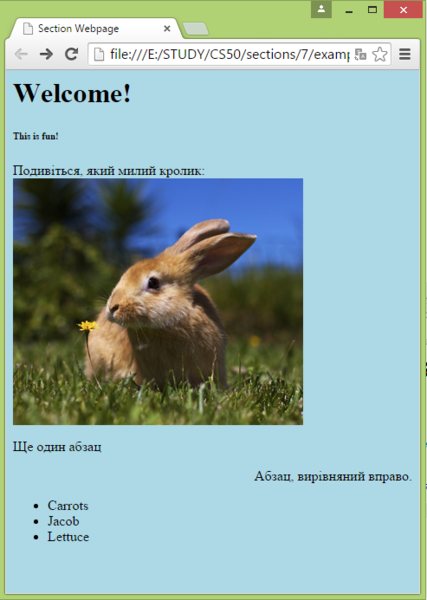 Section Webpage
file:///E:/STUDY/CS50/sections/7/examp
Welcome!
This is fun!
Подивіться, який милий кролик:
Ще один абзац
Абзац, вирівняний вправо.
Carrots
Jacob
Lettuce